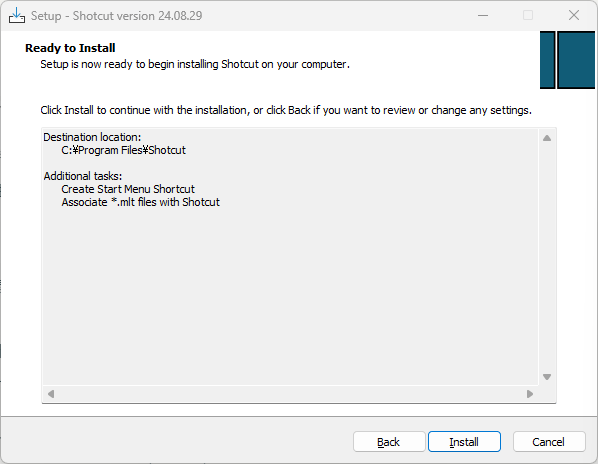 Setup - Shotcut version 24.08.29
Ready to Install
Setup is now ready to begin installing Shotcut on your computer.
Click Install to continue with the installation, or click Back if you want to review or change any settings.
Destination location:
C:¥Program Files¥Shotcut
Additional tasks:
Create Start Menu Shortcut
Associate *.mlt files with Shotcut
Back
Install
Cancel